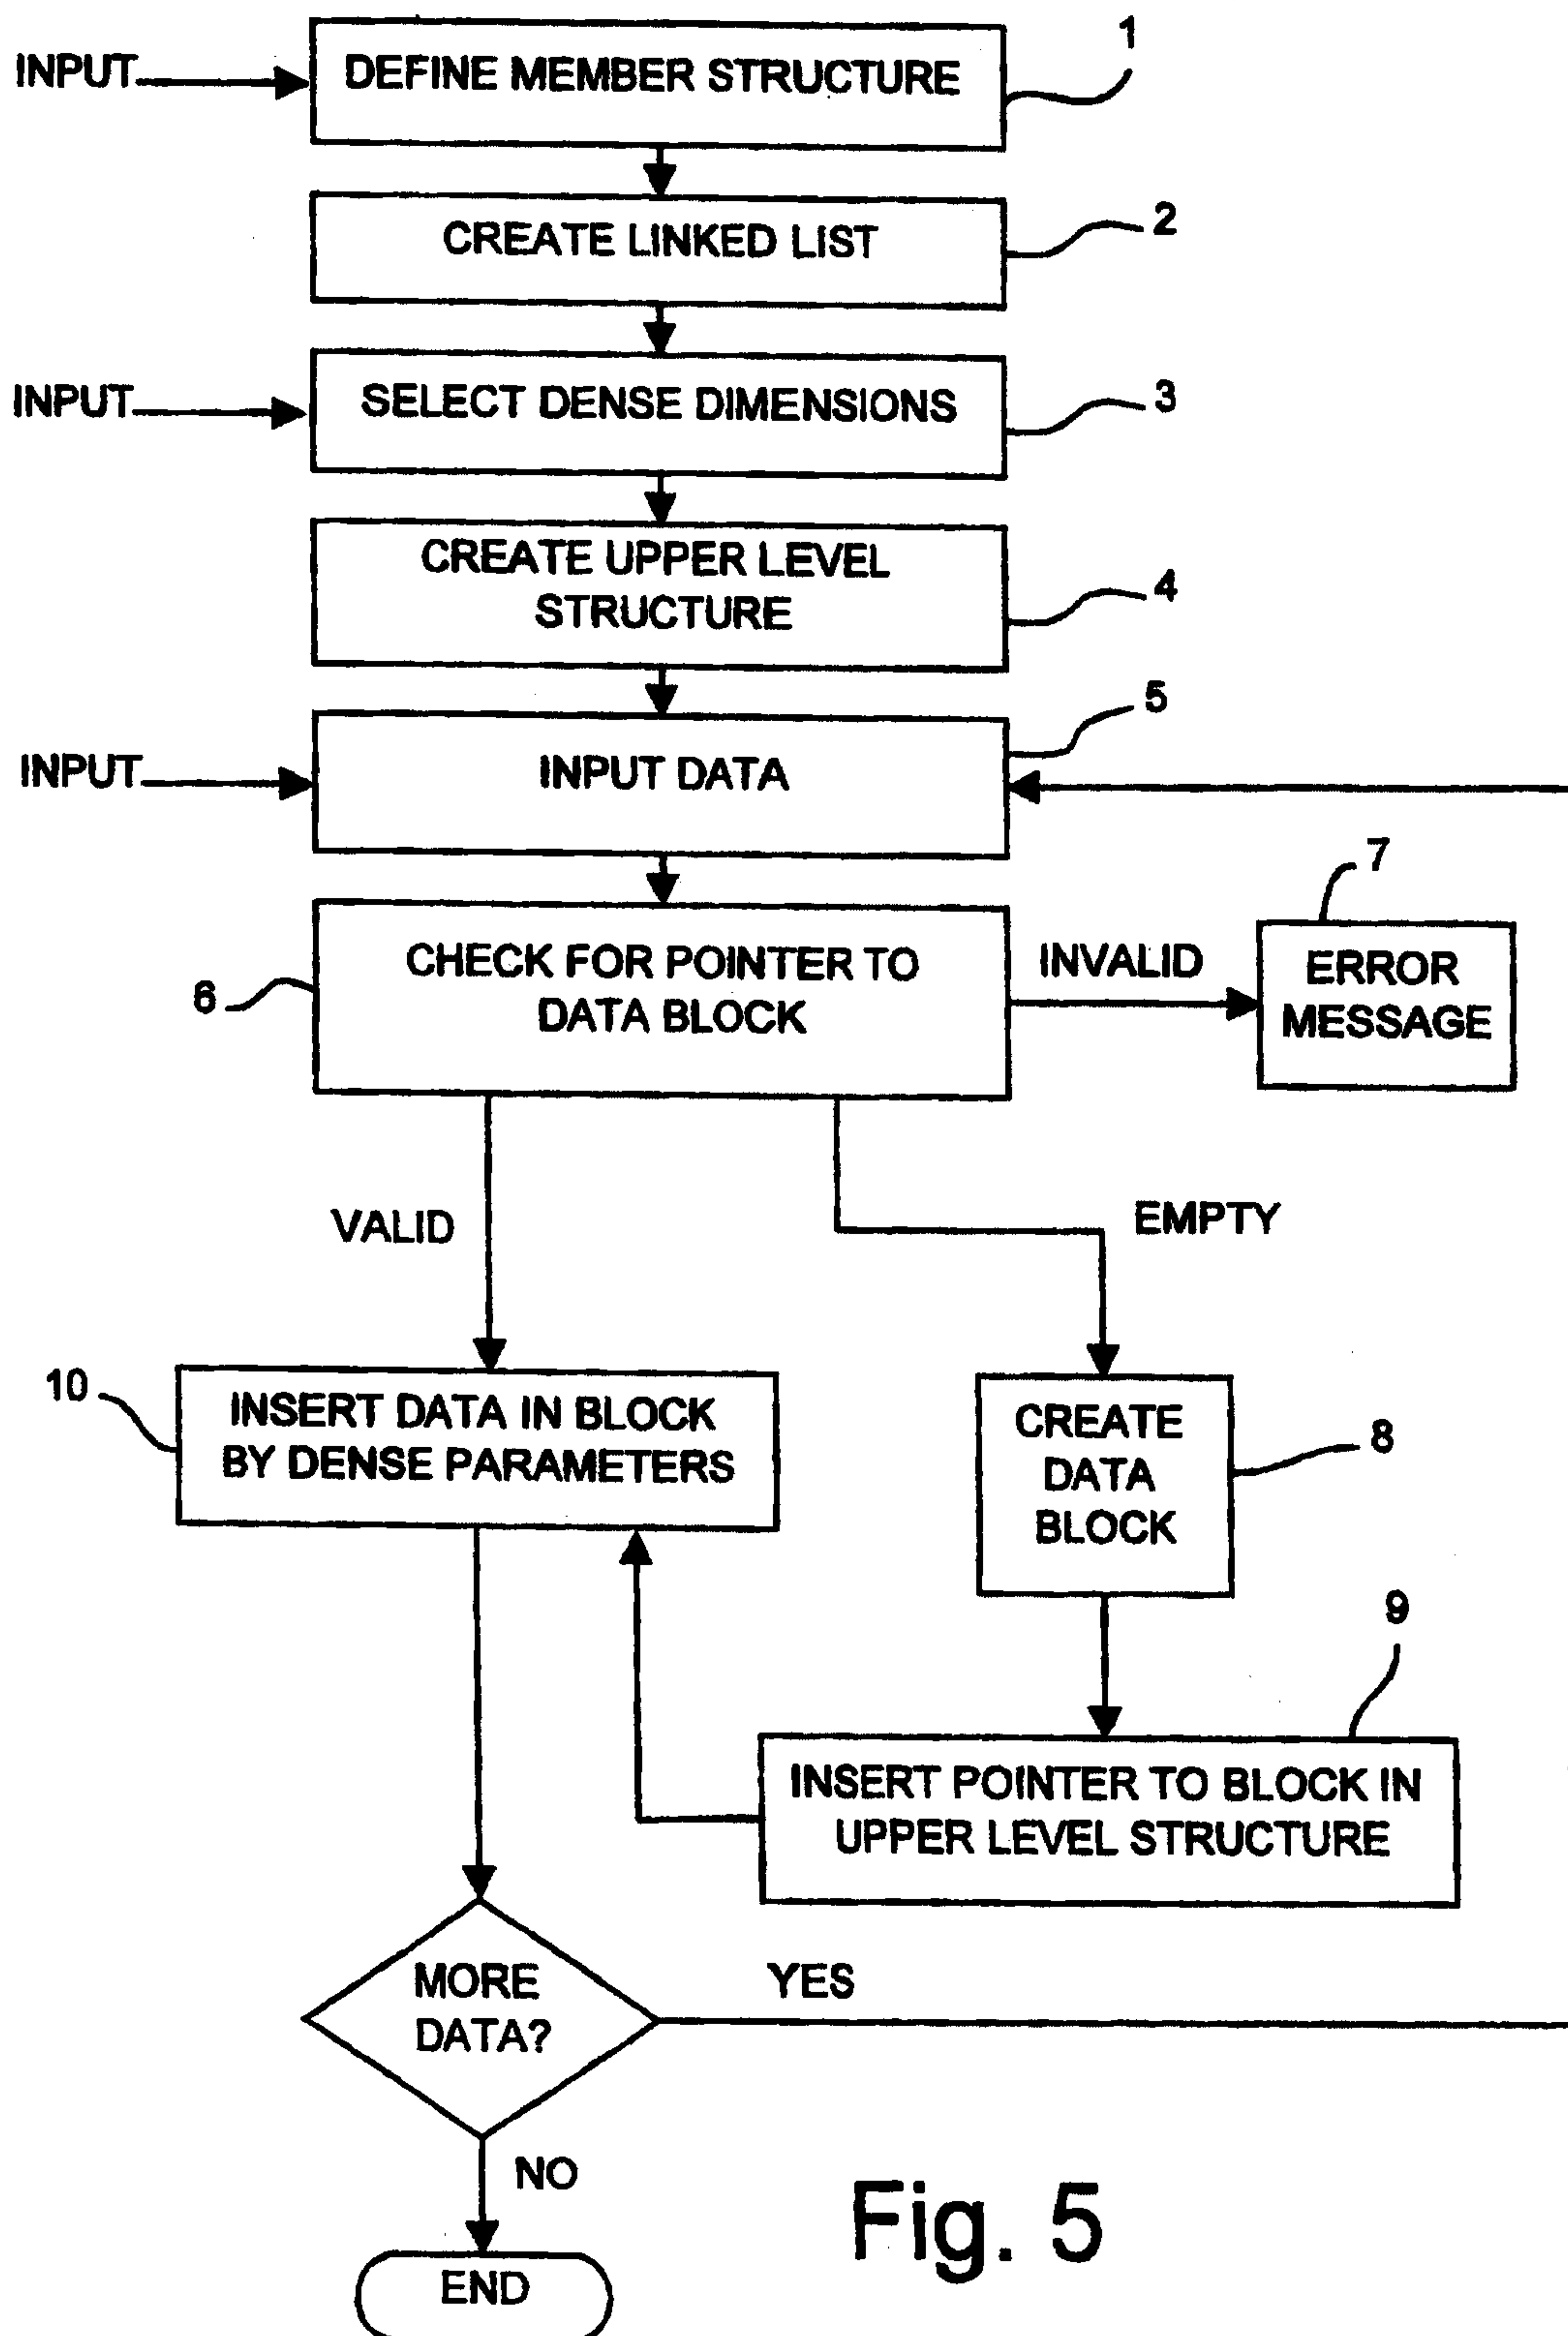 1
INPUT
DEFINE MEMBER STRUCTURE
CREATE LINKED LIST
2
INPUT
SELECT DENSE DIMENSIONS
3
CREATE UPPER LEVEL
STRUCTURE
4
5
INPUT
INPUT DATA
7
6
CHECK FOR POINTER TO
DATA BLOCK
INVALID
ERROR
MESSAGE
VALID
EMPTY
10
INSERT DATA IN BLOCK
BY DENSE PARAMETERS
CREATE
DATA
BLOCK
8
9
INSERT POINTER TO BLOCK IN
UPPER LEVEL STRUCTURE
MORE
DATA?
YES
NO
END
Fig. 5